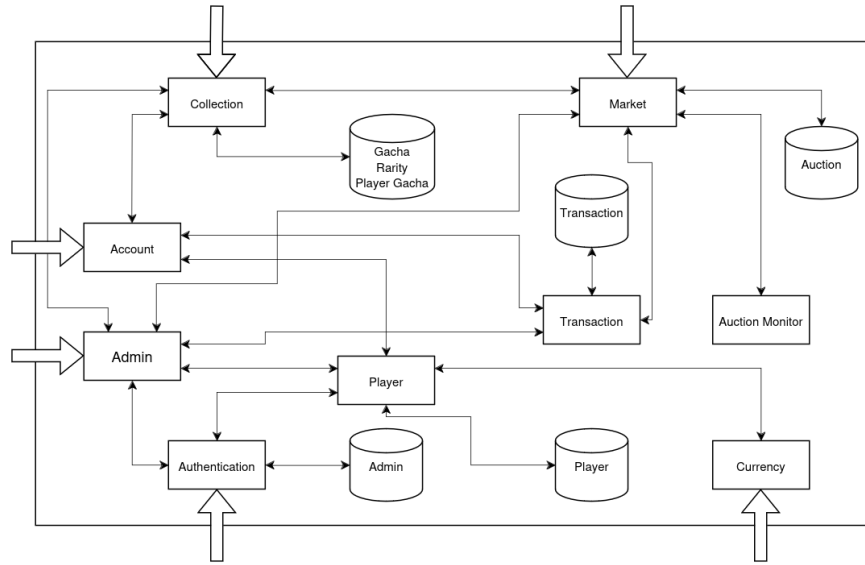 Collection
Market
Gacha
Rarity
Player Gacha
Auction
Transaction
Account
Transaction
Auction Monitor
Admin
Player
Authentication
Admin
Player
Currency